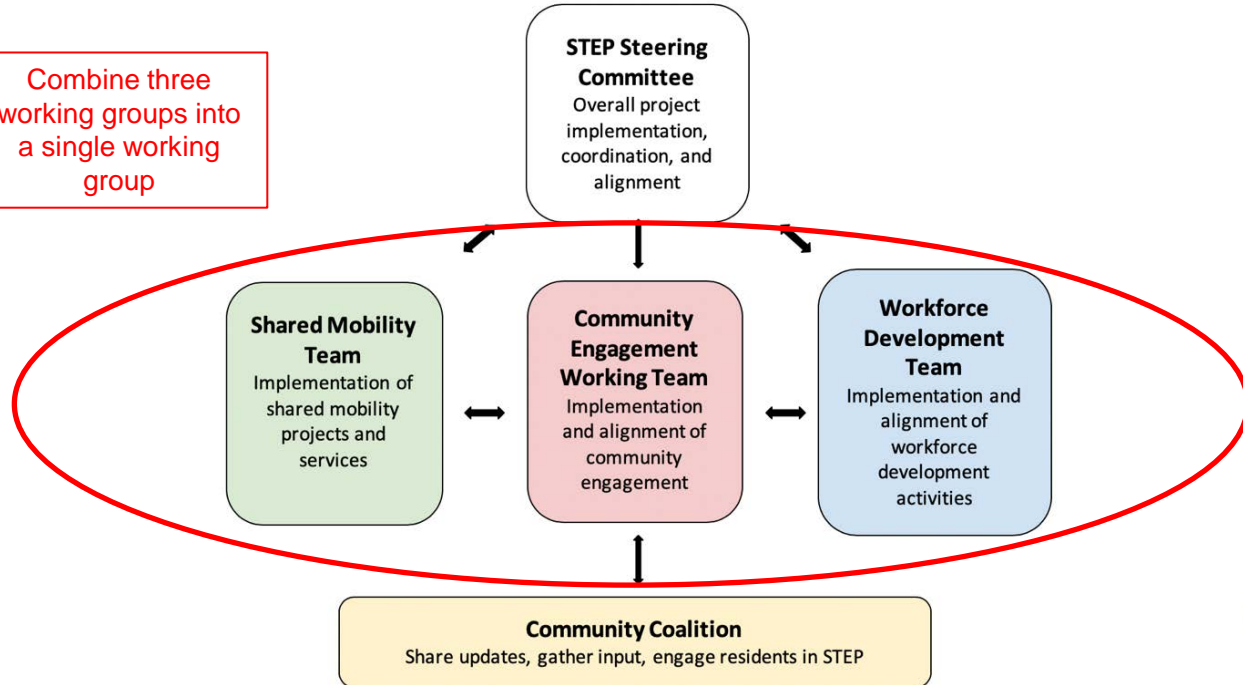 STEP Steering
Committee
Overall project
implementation,
coordination, and
alignment
Combine three
working groups into
a single working
group
Shared Mobility
Team
Implementation of
shared mobility
projects and
services
Community
Engagement
Working Team
Implementation
and alignment of
community
engagement
Workforce
Development
Team
Implementation and
alignment of
workforce
development
activities
Community Coalition
Share updates, gather input, engage residents in STEP